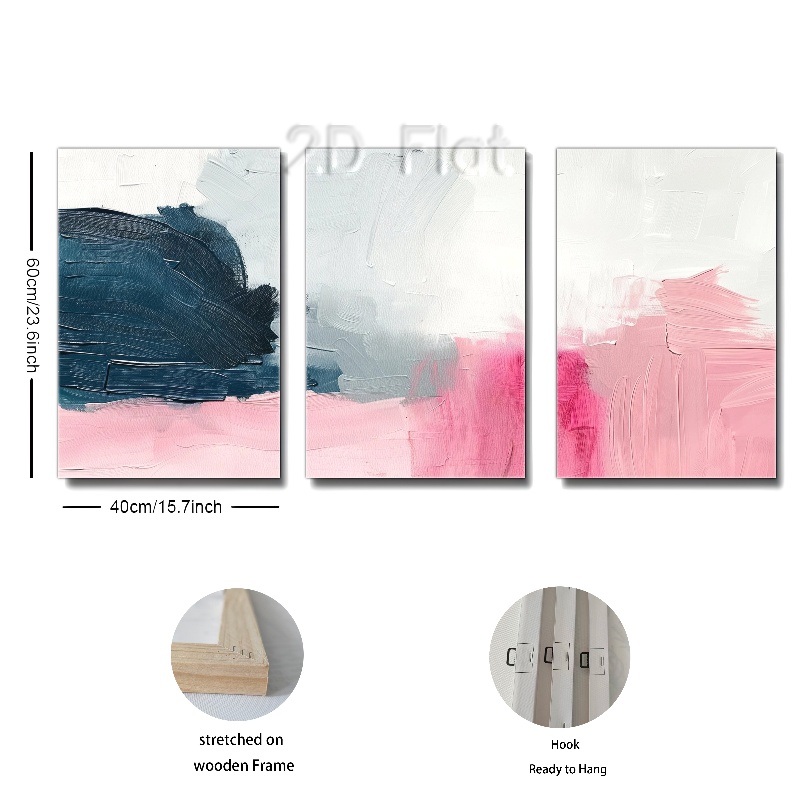 2D Flat
60cm/23.6inch
40cm/15.7inch
stretched on
wooden Frame
Hook
Ready to Hang